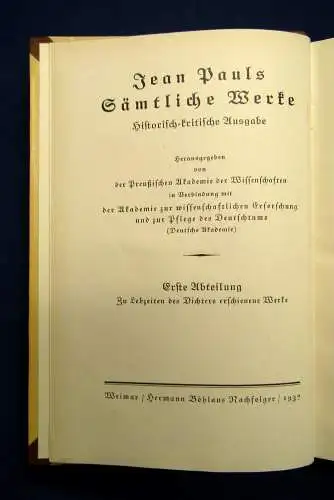 Jean Pauls
Sämtliche Werke
Historisch-kritische Ausgabe
Herausgegeben
von
der Preußischen Akademie der Wissenschaften
in Verbindung mit
der Akademie zur wissenschaftlichen Erforschung
und zur Pflege des Deutschtums
(Deutsche Akademie)
Erste Abteilung
Zu Lebzeiten des Dichters erschienene Werke
Weimar / Hermann Böhlaus Nachfolger /